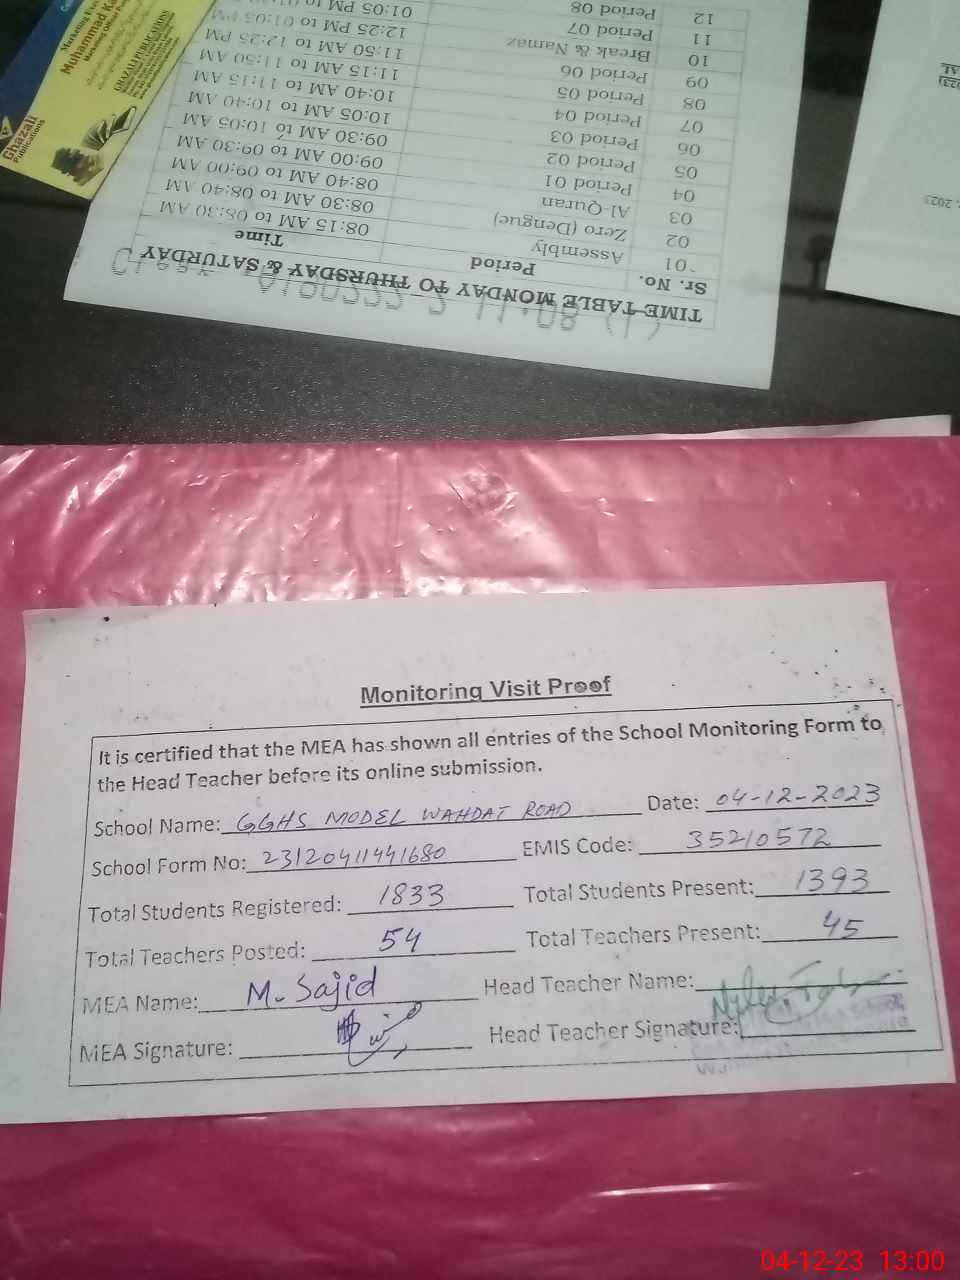 TIME TABLE MONDAY TO THURSDAY & SATURDAY
Sr. No. Period Time
01 Assembly 08:15 AM to 08:30 AM
02 Zero (Dengue) 08:30 AM to 08:40 AM
03 Al-Quran 08:40 AM to 09:00 AM
04 Period 01 09:00 AM to 09:30 AM
05 Period 02 09:30 AM to 10:05 AM
06 Period 03 10:05 AM to 10:40 AM
07 Period 04 10:40 AM to 11:15 AM
08 Period 05 11:15 AM to 11:50 AM
09 Period 06 11:50 AM to 12:25 PM
10 Break & Namaz 12:25 PM
11 Period 07 01:05 PM
12 Period 08
Ghazali
Publications
GHAZALI PUBLICATIONS
Muhammad
Monitoring Visit Proof
It is certified that the MEA has shown all entries of the School Monitoring Form to
the Head Teacher before its online submission.
School Name: GGHS MODEL WAHDAT ROAD Date: 04-12-2023
School Form No: 23120411441680 EMIS Code: 35210572
Total Students Registered: 1833 Total Students Present: 1393
Total Teachers Posted: 54 Total Teachers Present: 45
MEA Name: M. Sajid Head Teacher Name:
MEA Signature: Head Teacher Signature:
04-12-23 13:00